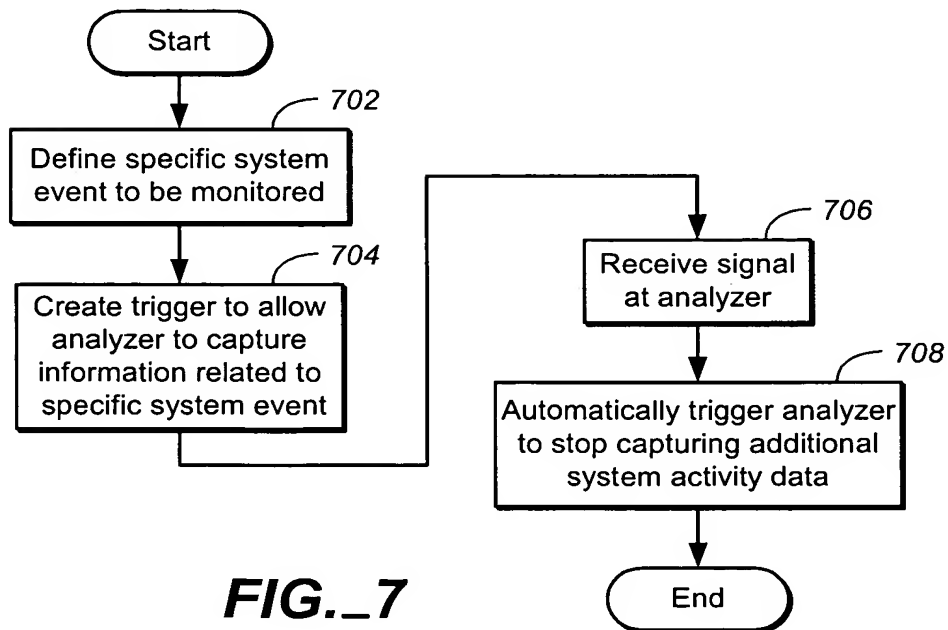 Start
702
Define specific system
event to be monitored
704
Create trigger to allow
analyzer to capture
information related to
specific system event
706
Receive signal
at analyzer
708
Automatically trigger analyzer
to stop capturing additional
system activity data
End
FIG._7